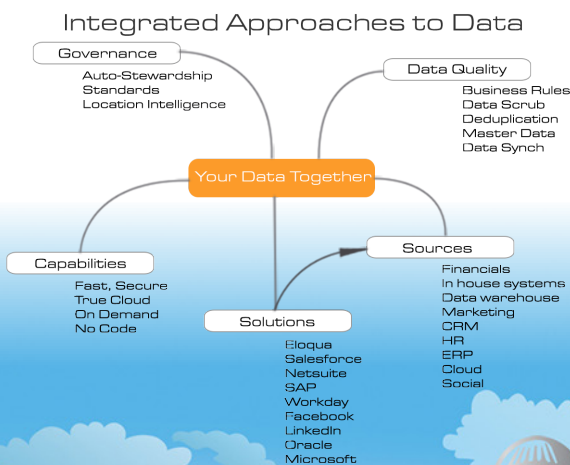 Integrated Approaches to Data
Governance
Auto-Stewardship
Standards
Location Intelligence
Data Quality
Business Rules
Data Scrub
Deduplication
Master Data
Data Synch
Your Data Together
Capabilities
Fast, Secure
True Cloud
On Demand
No Code
Solutions
Eloqua
Salesforce
Netsuite
SAP
Workday
Facebook
LinkedIn
Oracle
Microsoft
Sources
Financials
In house systems
Data warehouse
Marketing
CRM
HR
ERP
Cloud
Social